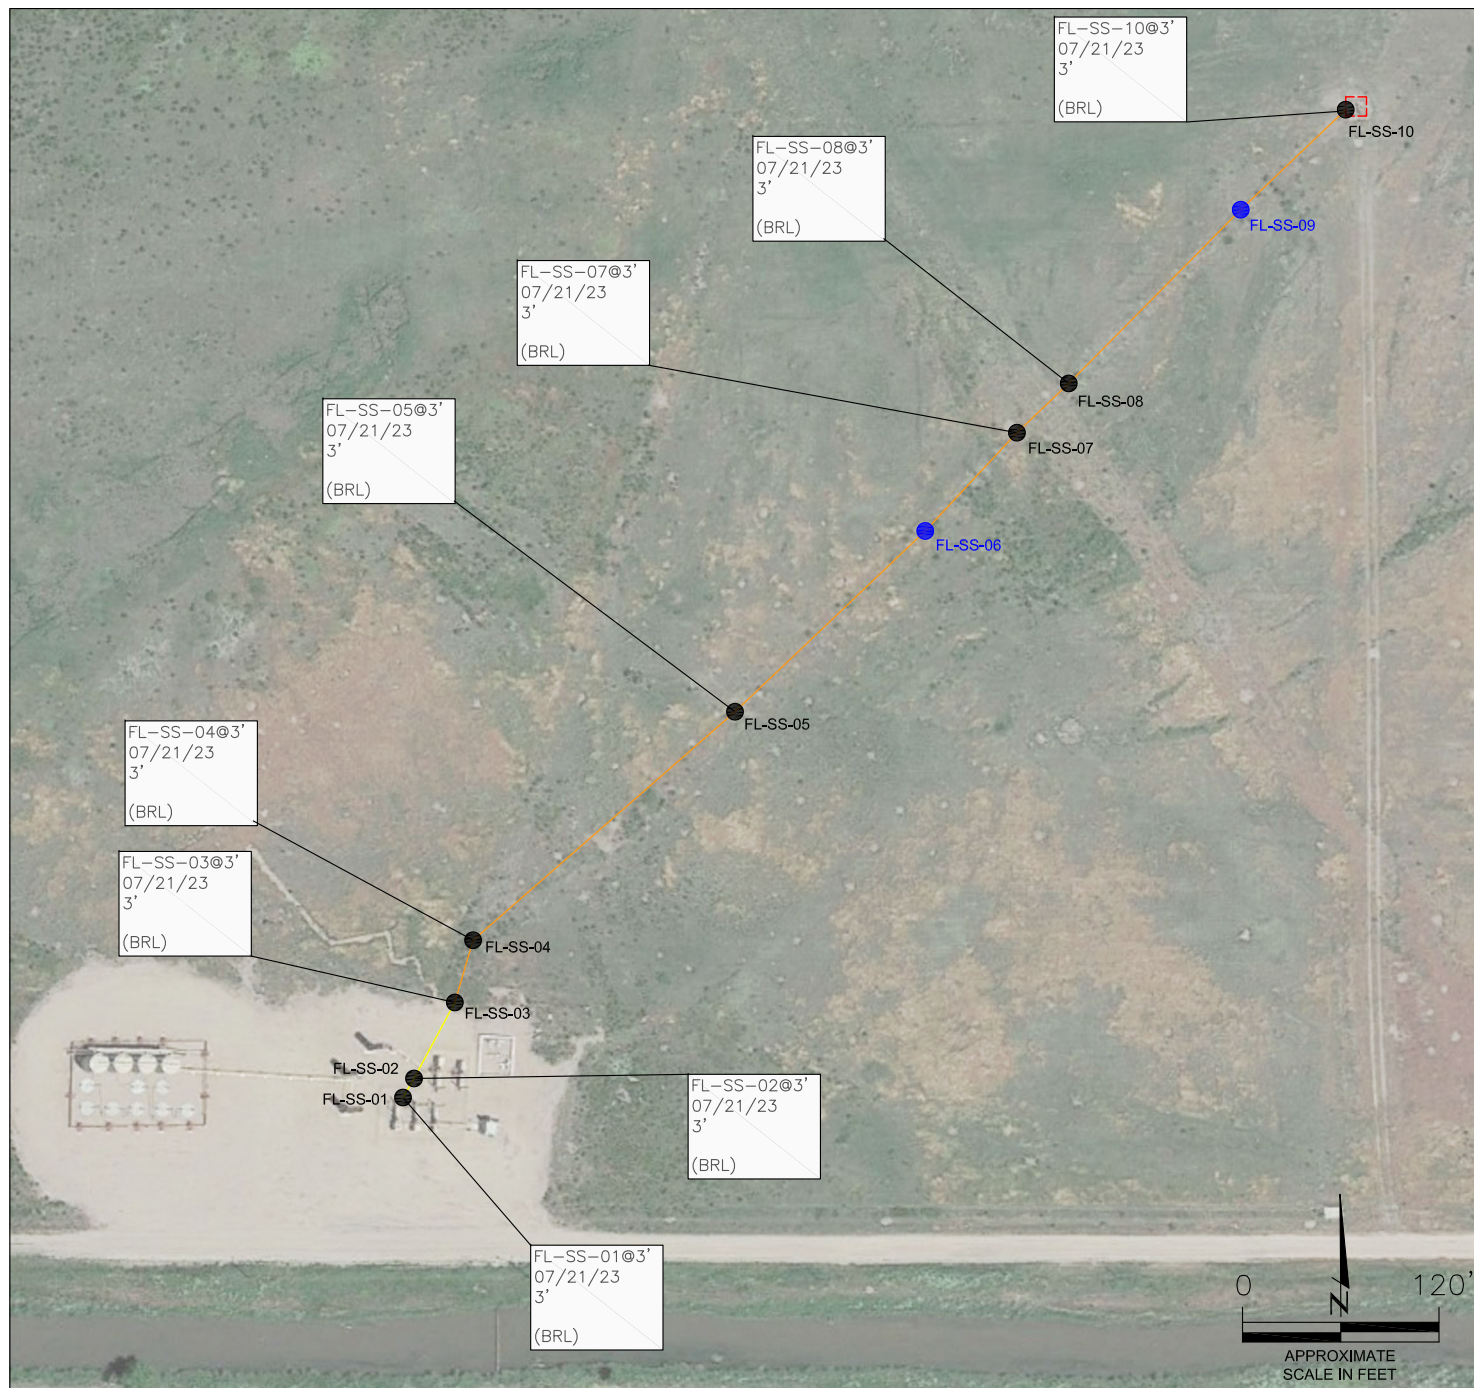 FL-SS-10@3'
07/21/23
3'
(BRL)
FL-SS-10
FL-SS-08@3'
07/21/23
3'
(BRL)
FL-SS-09
FL-SS-07@3'
07/21/23
3'
(BRL)
FL-SS-08
FL-SS-07
FL-SS-05@3'
07/21/23
3'
(BRL)
FL-SS-06
FL-SS-05
FL-SS-04@3'
07/21/23
3'
(BRL)
FL-SS-03@3'
07/21/23
3'
(BRL)
FL-SS-04
FL-SS-03
FL-SS-02
FL-SS-01
FL-SS-02@3'
07/21/23
3'
(BRL)
FL-SS-01@3'
07/21/23
3'
(BRL)
0 120'
N
APPROXIMATE
SCALE IN FEET